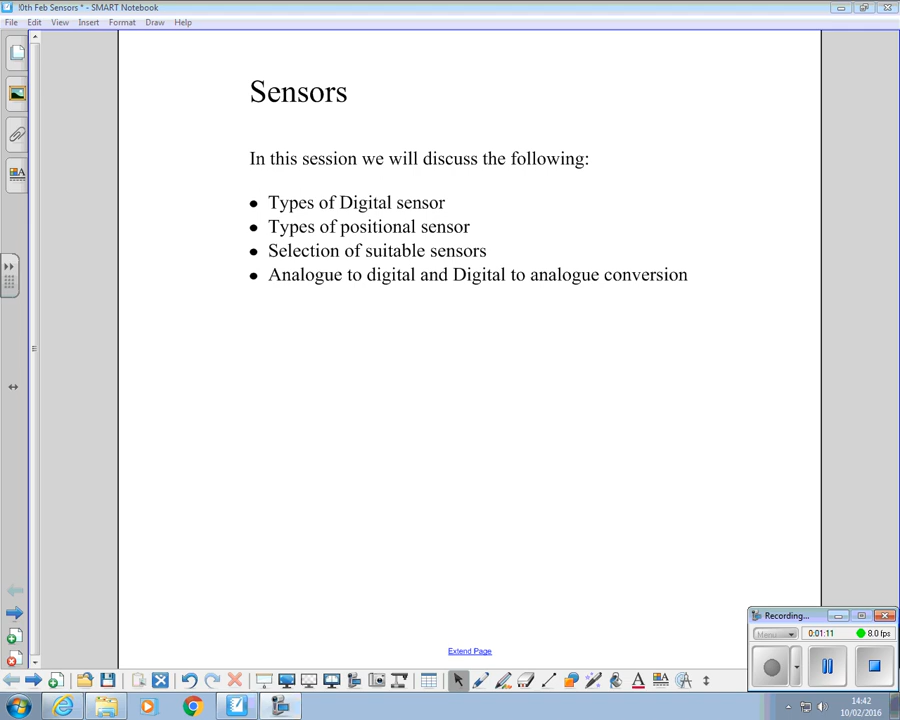 0th Feb Sensors * - SMART Notebook
File Edit View Insert Format Draw Help
Sensors
In this session we will discuss the following:
● Types of Digital sensor
● Types of positional sensor
● Selection of suitable sensors
● Analogue to digital and Digital to analogue conversion
Extend Page
Recording...
Menu 0:01:11 8.0 fps
14:42
10/02/2016